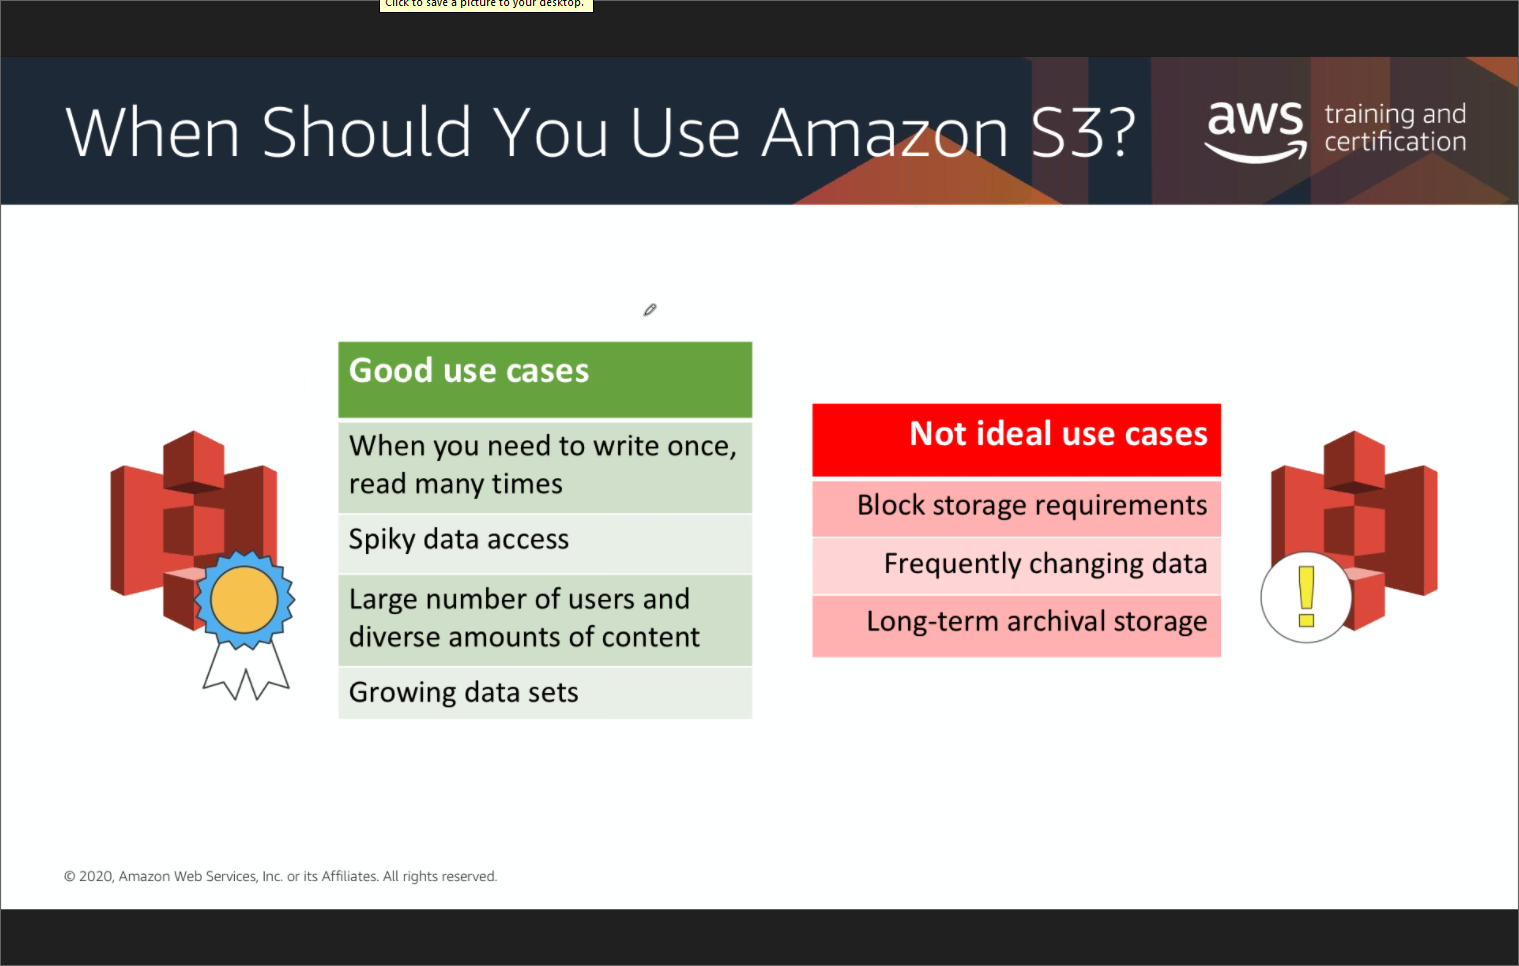 Click to save a picture to your desktop.
When Should You Use Amazon S3?
aws
training and
certification
Good use cases
When you need to write once,
read many times
Spiky data access
Large number of users and
diverse amounts of content
Growing data sets
Not ideal use cases
Block storage requirements
Frequently changing data
Long-term archival storage
!
© 2020, Amazon Web Services, Inc. or its Affiliates. All rights reserved.